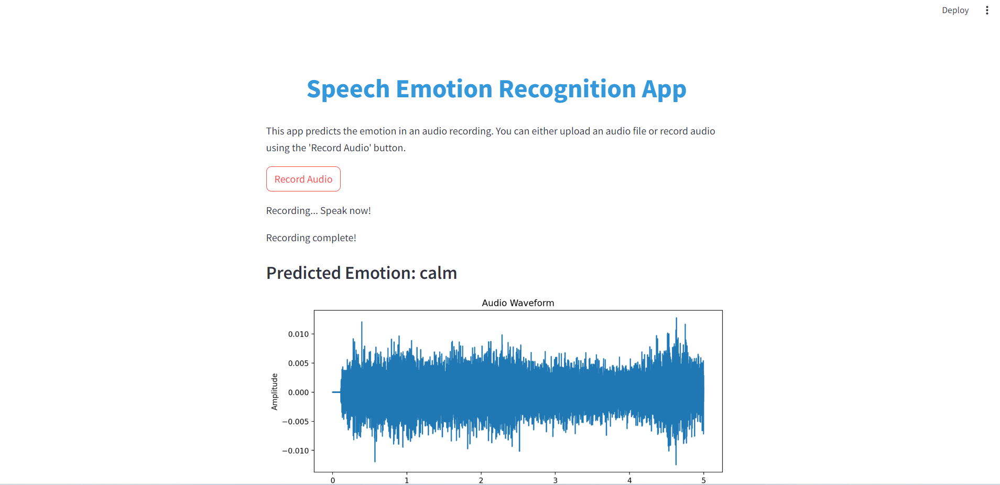 Deploy
Speech Emotion Recognition App
This app predicts the emotion in an audio recording. You can either upload an audio file or record audio
using the 'Record Audio' button.
Record Audio
Recording... Speak now!
Recording complete!
Predicted Emotion: calm
Audio Waveform
0.010
0.005
0.000
−0.005
−0.010
Amplitude
0 1 2 3 4 5